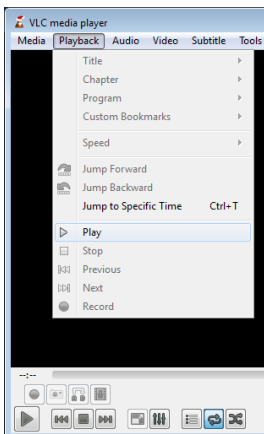 VLC media player
Media Playback Audio Video Subtitle Tools
Title
Chapter
Program
Custom Bookmarks
Speed
Jump Forward
Jump Backward
Jump to Specific Time Ctrl+T
Play
Stop
Previous
Next
Record
--:--